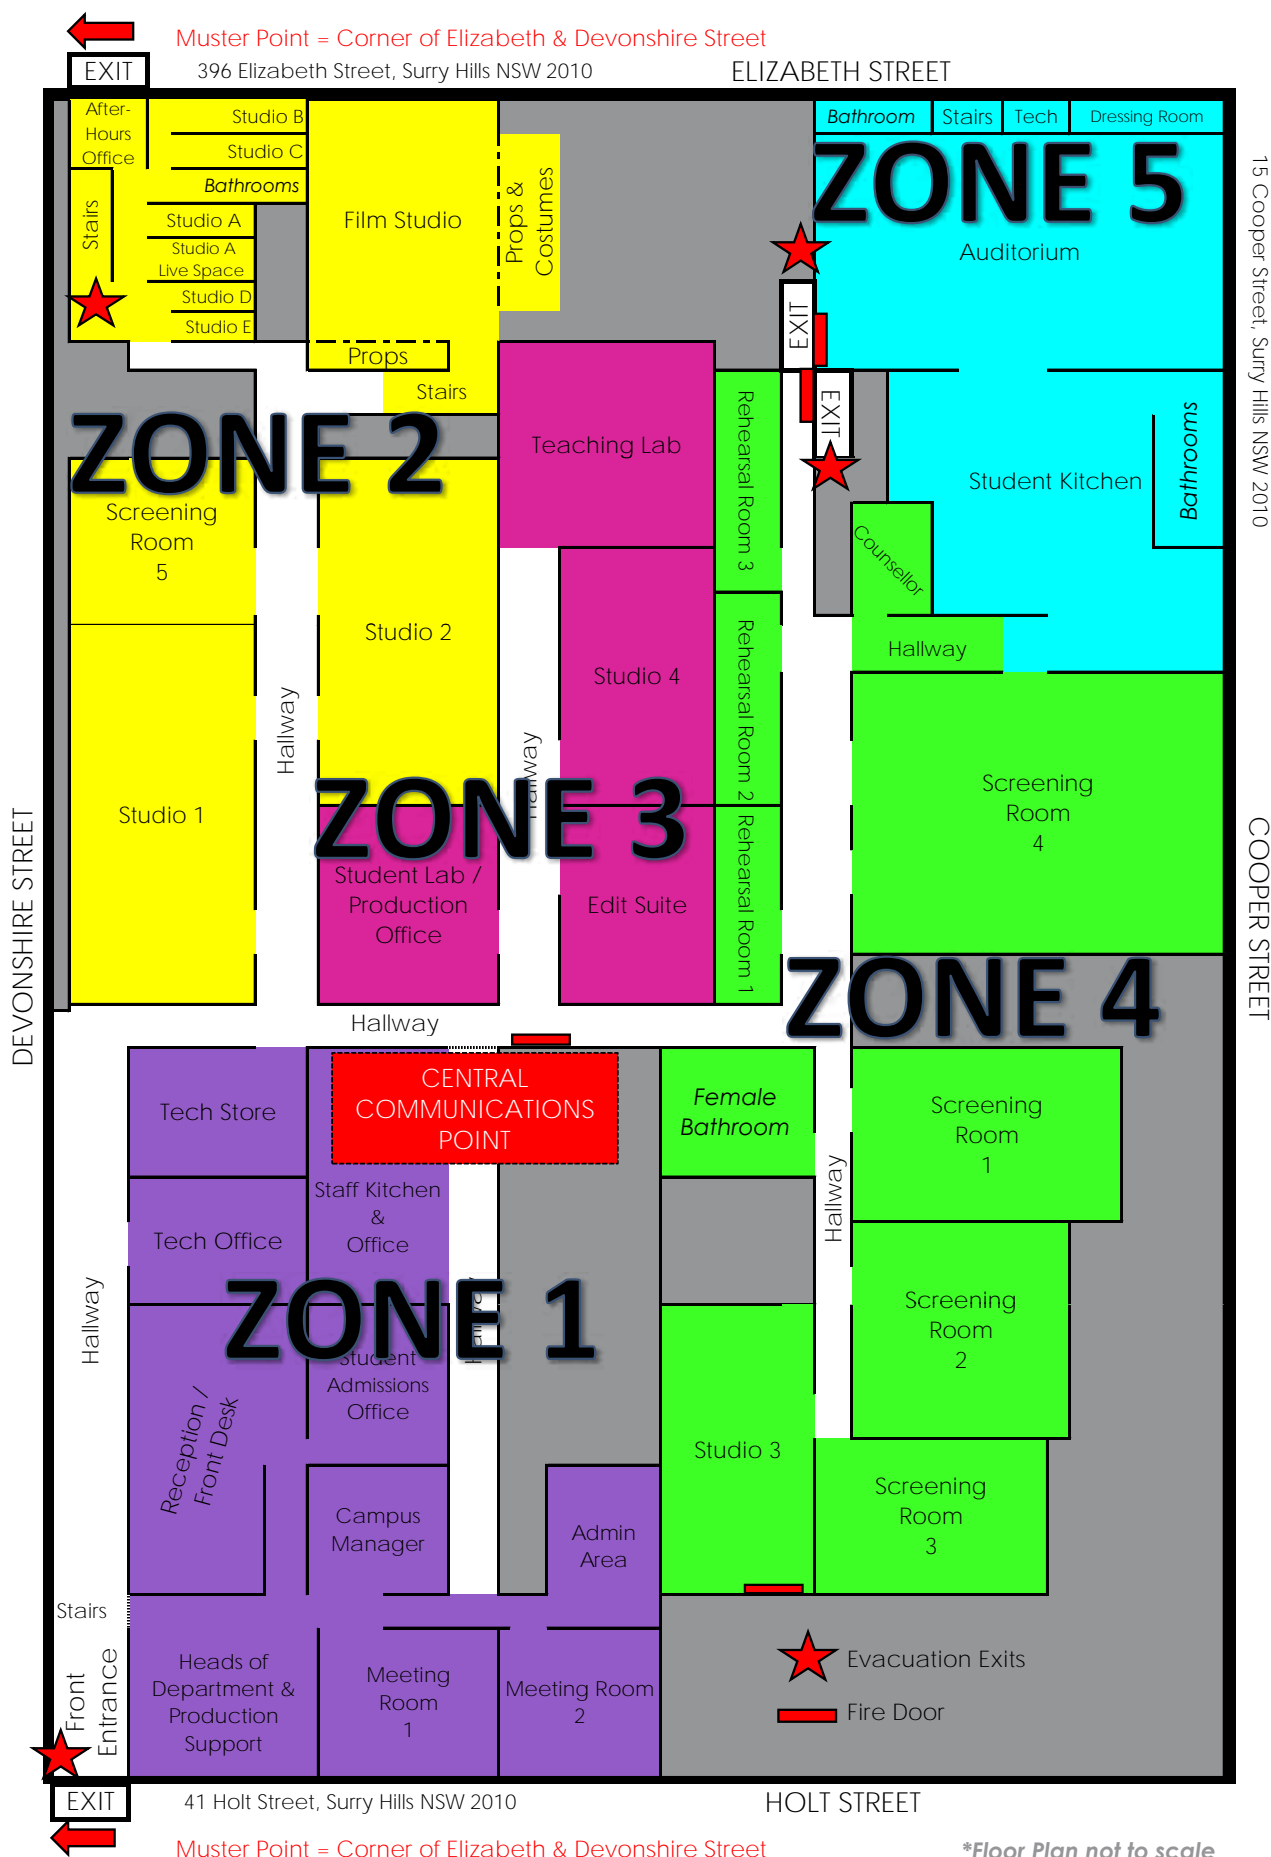 Muster Point = Corner of Elizabeth & Devonshire Street
EXIT
396 Elizabeth Street, Surry Hills NSW 2010
ELIZABETH STREET
After-
Hours
Office
Studio B
Studio C
Bathrooms
Stairs
Studio A
Studio A
Live Space
Studio D
Studio E
Film Studio
Props &
Costumes
Props
Stairs
Bathroom
Stairs
Tech
Dressing Room
ZONE 5
Auditorium
EXIT
EXIT
15 Cooper Street, Surry Hills NSW 2010
ZONE 2
Screening
Room
5
Teaching Lab
Rehearsal Room 3
Student Kitchen
Bathrooms
Counsellor
Hallway
Studio 2
Studio 4
Rehearsal Room 2
Hallway
Hallway
Studio 1
Screening
Room
4
ZONE 3
Student Lab /
Production
Office
Edit Suite
Rehearsal Room 1
DEVONSHIRE STREET
COOPER STREET
ZONE 4
Hallway
CENTRAL
COMMUNICATIONS
POINT
Tech Store
Female
Bathroom
Screening
Room
1
Staff Kitchen
&
Office
Tech Office
Hallway
Hallway
Hallway
ZONE 1
Screening
Room
2
Student
Admissions
Office
Reception /
Front Desk
Studio 3
Screening
Room
3
Campus
Manager
Admin
Area
Stairs
Front
Entrance
Heads of
Department &
Production
Support
Meeting
Room
1
Meeting Room
2
Evacuation Exits
Fire Door
EXIT
41 Holt Street, Surry Hills NSW 2010
HOLT STREET
Muster Point = Corner of Elizabeth & Devonshire Street
*Floor Plan not to scale